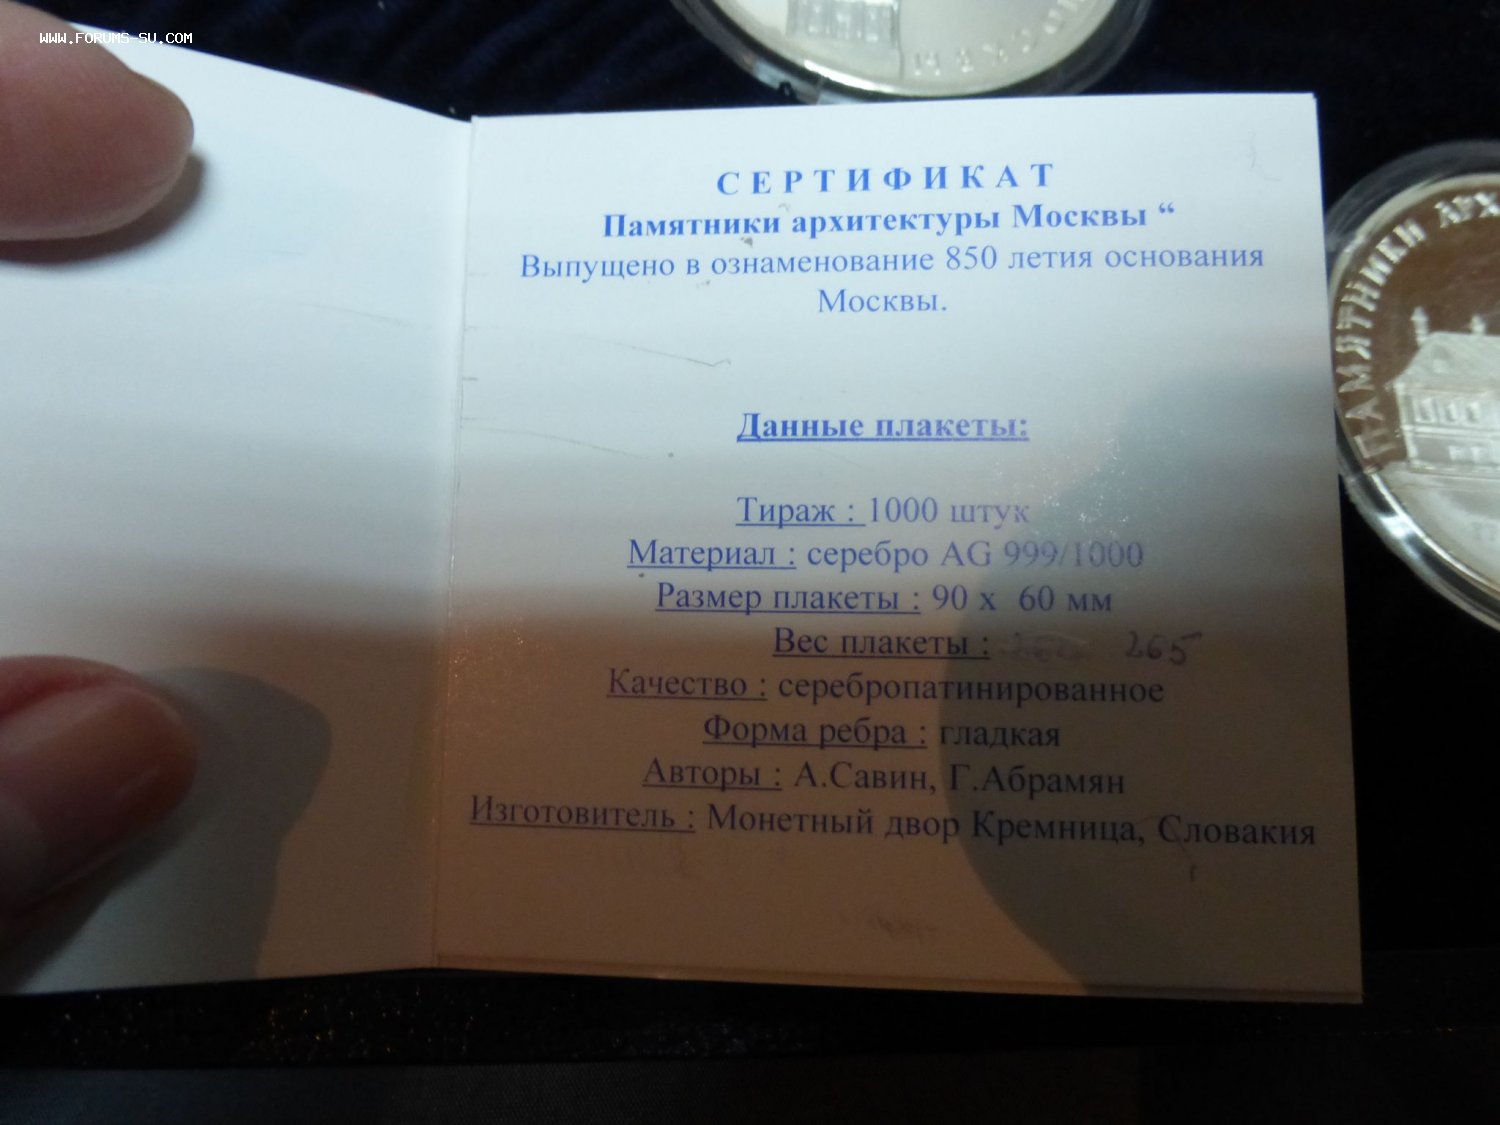 WWW.FORUMS-SU.COM
СЕРТИФИКАТ
Памятники архитектуры Москвы “
Выпущено в ознаменование 850 летия основания
Москвы.
Данные плакеты:
Тираж : 1000 штук
Материал : серебро AG 999/1000
Размер плакеты : 90 х 60 мм
Вес плакеты : 265
Качество : серебропатинированное
Форма ребра : гладкая
Авторы : А.Савин, Г.Абрамян
Изготовитель : Монетный двор Кремница, Словакия
ПАМЯТНИКИ